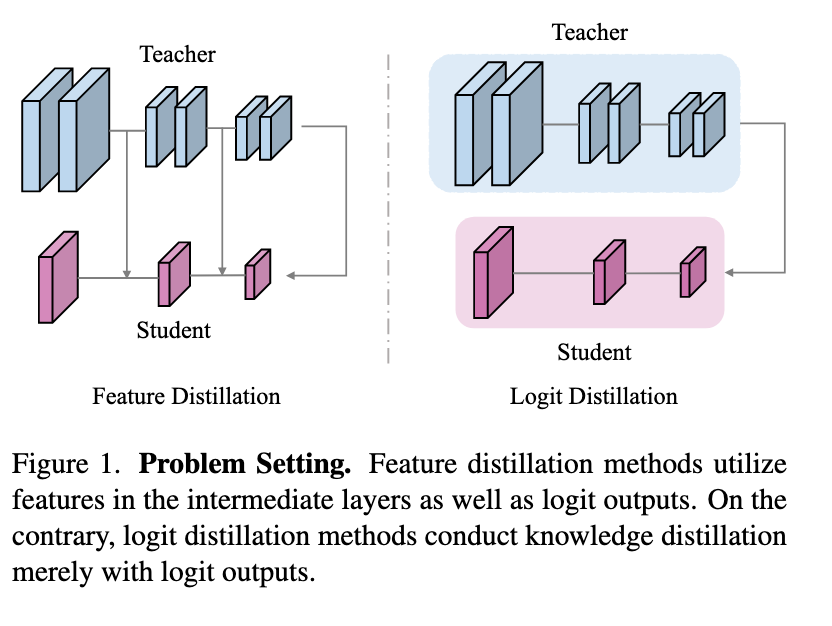 Teacher
Student
Feature Distillation
Teacher
Student
Logit Distillation
Figure 1. Problem Setting. Feature distillation methods utilize
features in the intermediate layers as well as logit outputs. On the
contrary, logit distillation methods conduct knowledge distillation
merely with logit outputs.